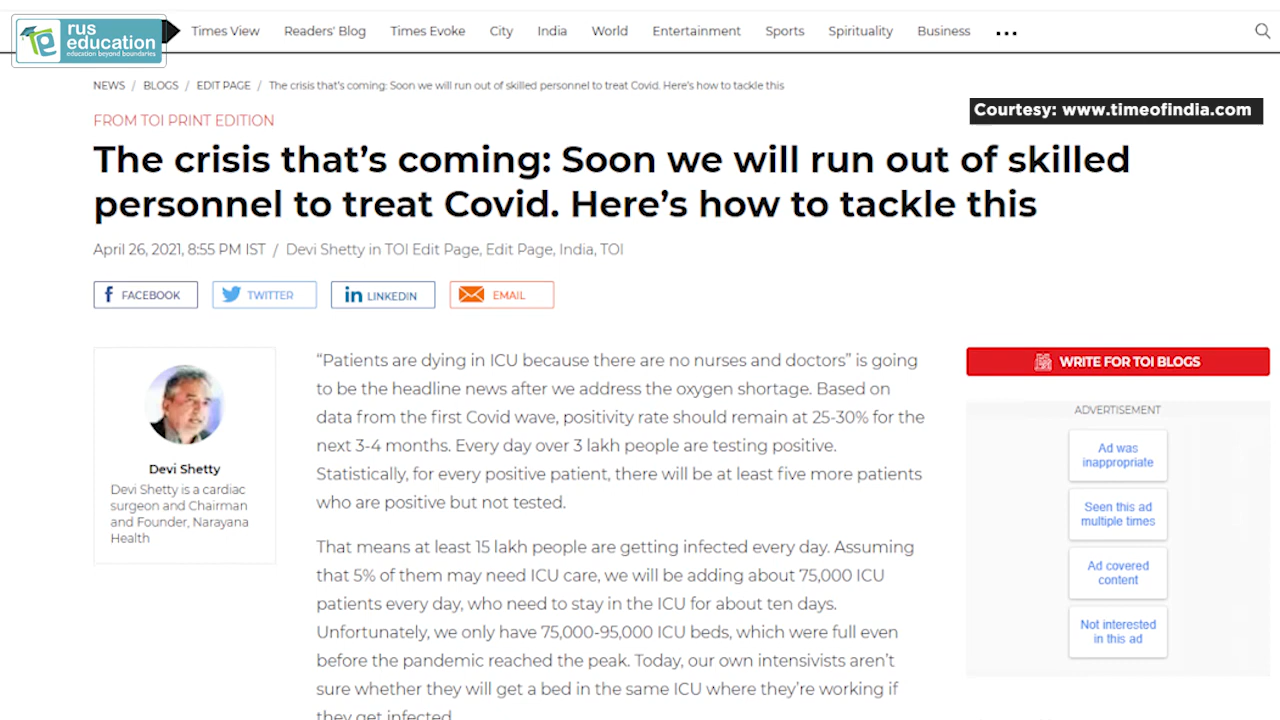 rus
education
education beyond boundaries
Times View Readers' Blog Times Evoke City India World Entertainment Sports Spirituality Business ...
NEWS / BLOGS / EDIT PAGE / The crisis that's coming: Soon we will run out of skilled personnel to treat Covid. Here's how to tackle this
Courtesy: www.timeofindia.com
FROM TOI PRINT EDITION
The crisis that's coming: Soon we will run out of skilled
personnel to treat Covid. Here's how to tackle this
April 26, 2021, 8:55 PM IST / Devi Shetty in TOI Edit Page, Edit Page, India, TOI
FACEBOOK TWITTER LINKEDIN EMAIL
Devi Shetty
Devi Shetty is a cardiac
surgeon and Chairman
and Founder, Narayana
Health
“Patients are dying in ICU because there are no nurses and doctors” is going
to be the headline news after we address the oxygen shortage. Based on
data from the first Covid wave, positivity rate should remain at 25-30% for the
next 3-4 months. Every day over 3 lakh people are testing positive.
Statistically, for every positive patient, there will be at least five more patients
who are positive but not tested.
That means at least 15 lakh people are getting infected every day. Assuming
that 5% of them may need ICU care, we will be adding about 75,000 ICU
patients every day, who need to stay in the ICU for about ten days.
Unfortunately, we only have 75,000-95,000 ICU beds, which were full even
before the pandemic reached the peak. Today, our own intensivists aren't
sure whether they will get a bed in the same ICU where they're working if
they get infected.
WRITE FOR TOI BLOGS
ADVERTISEMENT
Ad was
inappropriate
Seen this ad
multiple times
Ad covered
content
Not interested
in this ad